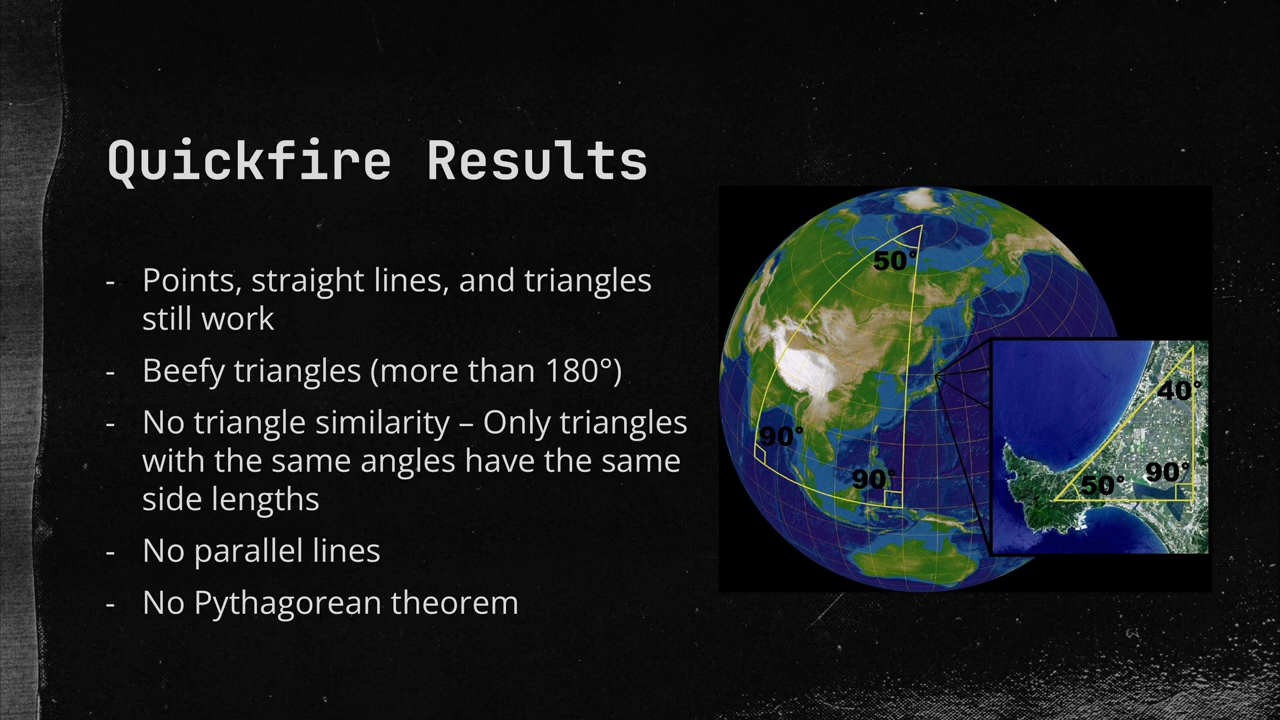 Quickfire Results
- Points, straight lines, and triangles
still work
- Beefy triangles (more than 180°)
- No triangle similarity – Only triangles
with the same angles have the same
side lengths
- No parallel lines
- No Pythagorean theorem
50°
90°
90°
40°
50°
90°